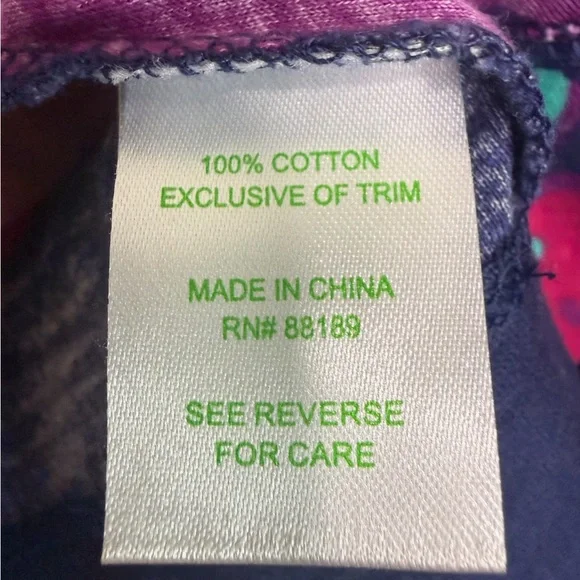 100% COTTON
EXCLUSIVE OF TRIM
MADE IN CHINA
RN# 88189
SEE REVERSE
FOR CARE